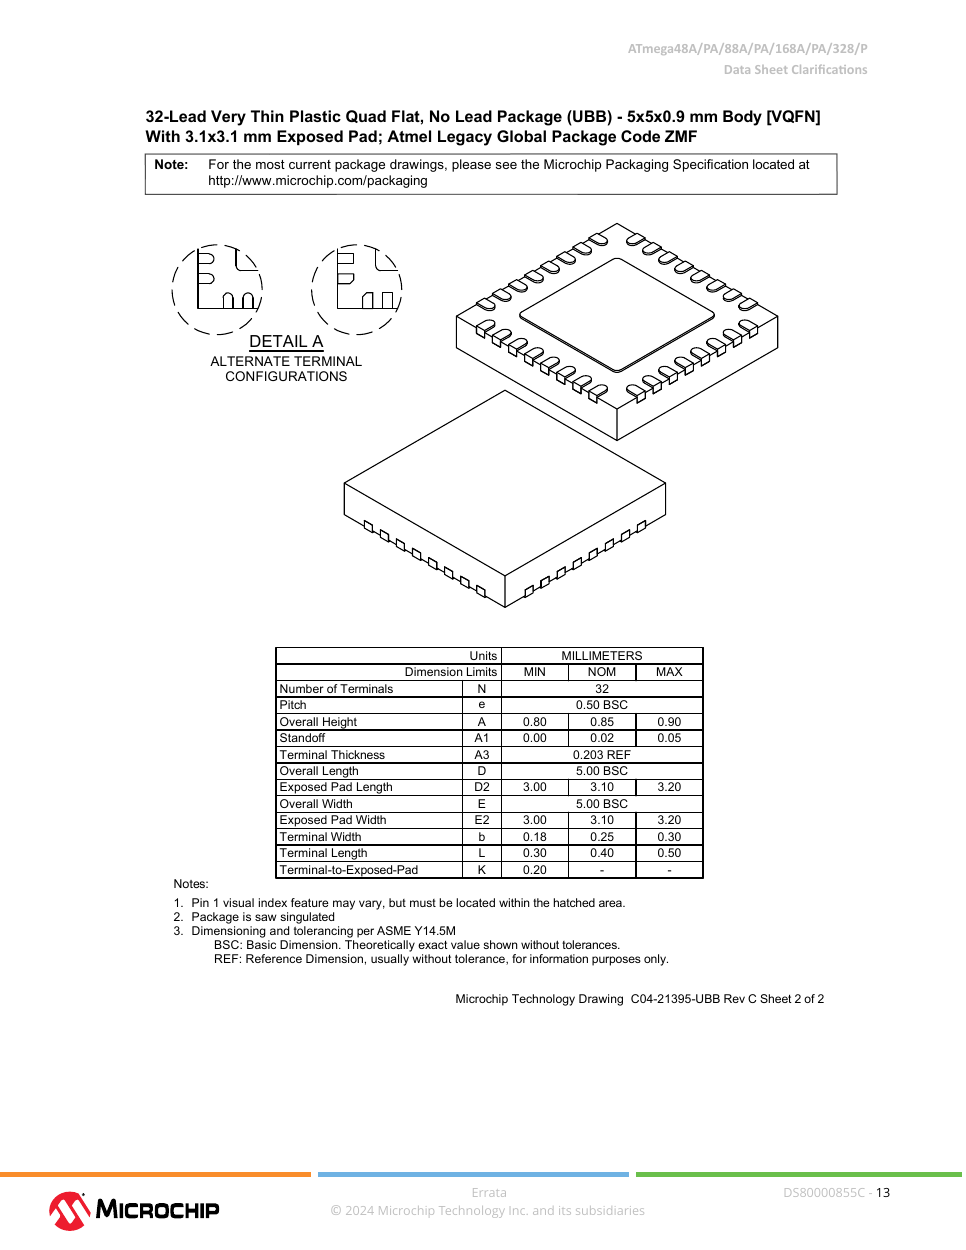 ATmega48A/PA/88A/PA/168A/PA/328/P
Data Sheet Clarifications
32-Lead Very Thin Plastic Quad Flat, No Lead Package (UBB) - 5x5x0.9 mm Body [VQFN]
With 3.1x3.1 mm Exposed Pad; Atmel Legacy Global Package Code ZMF
Note: For the most current package drawings, please see the Microchip Packaging Specification located at
http://www.microchip.com/packaging
DETAIL A
ALTERNATE TERMINAL
CONFIGURATIONS
Units MILLIMETERS
Dimension Limits MIN NOM MAX
Number of Terminals N 32
Pitch e 0.50 BSC
Overall Height A 0.80 0.85 0.90
Standoff A1 0.00 0.02 0.05
Terminal Thickness A3 0.203 REF
Overall Length D 5.00 BSC
Exposed Pad Length D2 3.00 3.10 3.20
Overall Width E 5.00 BSC
Exposed Pad Width E2 3.00 3.10 3.20
Terminal Width b 0.18 0.25 0.30
Terminal Length L 0.30 0.40 0.50
Terminal-to-Exposed-Pad K 0.20 - -
Notes:
1. Pin 1 visual index feature may vary, but must be located within the hatched area.
2. Package is saw singulated
3. Dimensioning and tolerancing per ASME Y14.5M
BSC: Basic Dimension. Theoretically exact value shown without tolerances.
REF: Reference Dimension, usually without tolerance, for information purposes only.
Microchip Technology Drawing C04-21395-UBB Rev C Sheet 2 of 2
MICROCHIP
Errata
© 2024 Microchip Technology Inc. and its subsidiaries
DS80000855C - 13